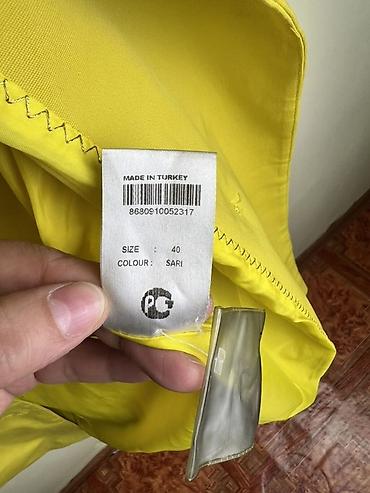 MADE IN TURKEY
8680910052317
SIZE : 40
COLOUR : SARI